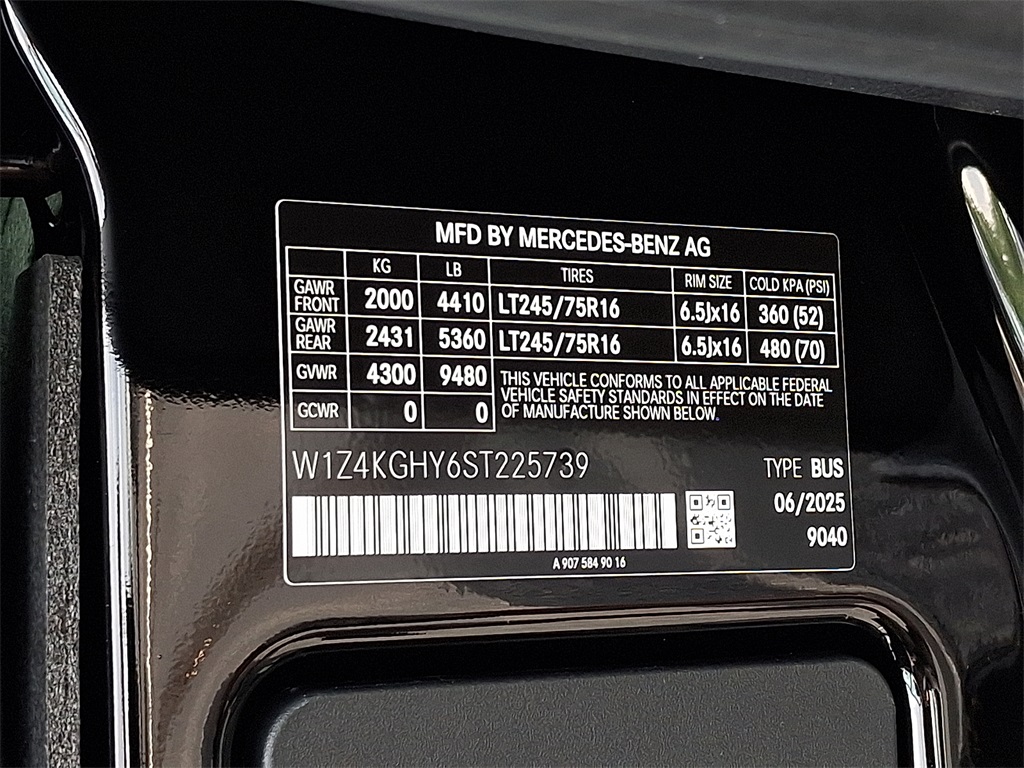 MFD BY MERCEDES-BENZ AG
KG LB TIRES RIM SIZE COLD KPA (PSI)
GAWR FRONT 2000 4410 LT245/75R16 6.5Jx16 360 (52)
GAWR REAR 2431 5360 LT245/75R16 6.5Jx16 480 (70)
GVWR 4300 9480
GCWR 0 0
THIS VEHICLE CONFORMS TO ALL APPLICABLE FEDERAL
VEHICLE SAFETY STANDARDS IN EFFECT ON THE DATE
OF MANUFACTURE SHOWN BELOW.
W1Z4KGHY6ST225739 TYPE BUS
06/2025
9040
A 907 584 90 16